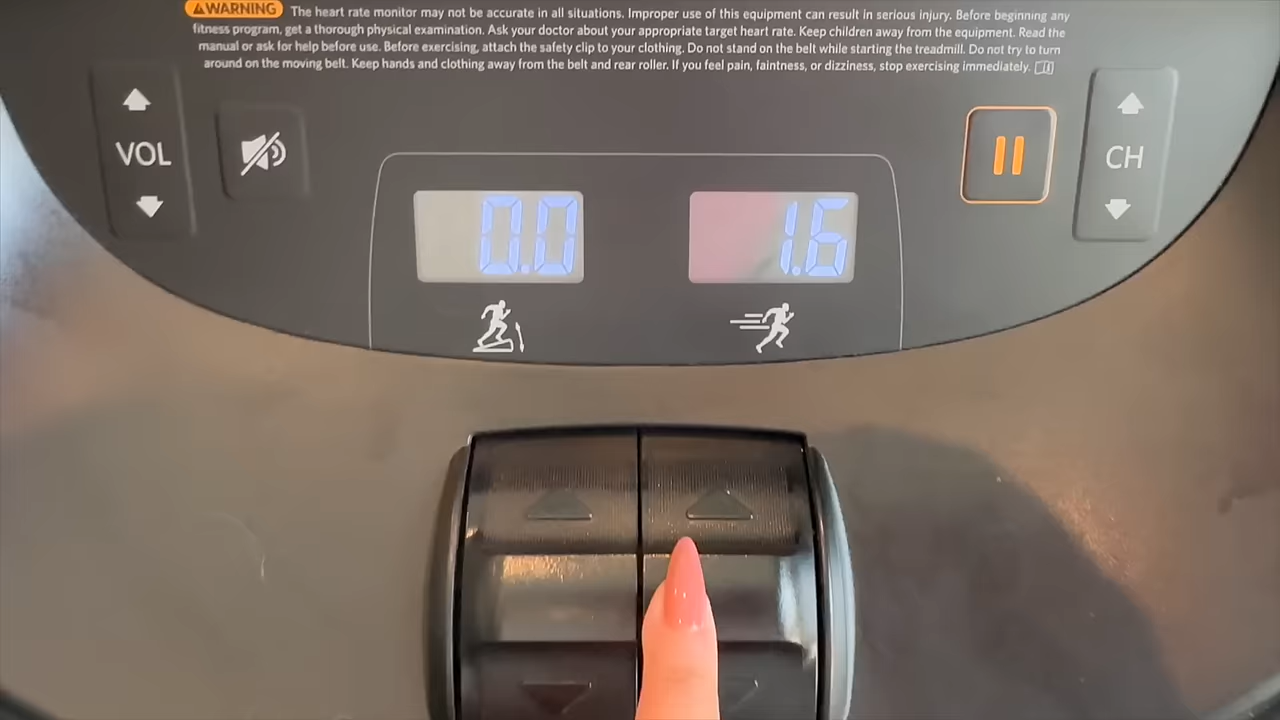 WARNING The heart rate monitor may not be accurate in all situations. Improper use of this equipment can result in serious injury. Before beginning any
fitness program, get a thorough physical examination. Ask your doctor about your appropriate target heart rate. Keep children away from the equipment. Read the
manual or ask for help before use. Before exercising, attach the safety clip to your clothing. Do not stand on the belt while starting the treadmill. Do not try to turn
around on the moving belt. Keep hands and clothing away from the belt and rear roller. If you feel pain, faintness, or dizziness, stop exercising immediately.
VOL
CH
0.0
1.6